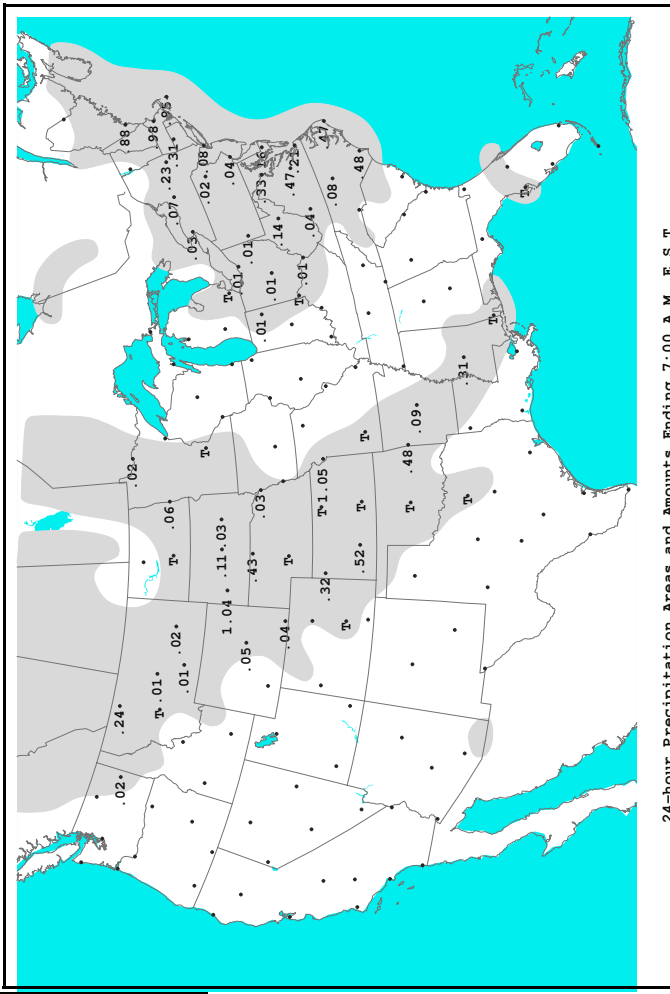 .02
.24
.88
.02
.98
T .01
.23
.95
.06
.07
.31
T
.02
.01
.03
.08
.02
T
.11 .03
1.04
T
.04
.01
.05
.01
.43
.03
.01
.33
.01
.14
.04
T
.47 .21
T
.01
.04
T 1.05
.47
.32
.08
T
.48
.52
T
T
.48
T
.09
.31
T
T
T
24-hour Precipitation Areas and Amounts Ending 7:00 A.M. E.S.T.